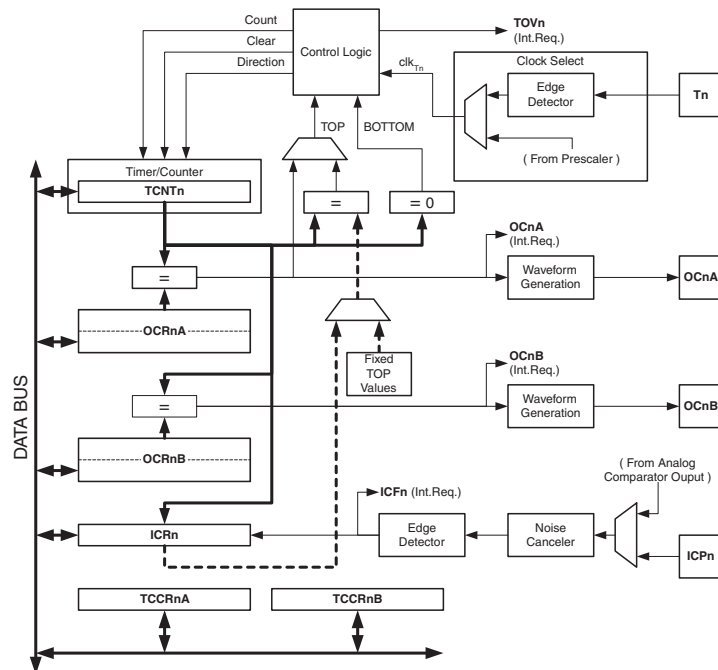 Count
Clear
Direction
Control Logic
TOVn
(Int.Req.)
clkTn
Clock Select
Edge
Detector
Tn
( From Prescaler )
TOP
BOTTOM
Timer/Counter
TCNTn
=
= 0
OCnA
(Int.Req.)
=
Waveform
Generation
OCnA
OCRnA
Fixed
TOP
Values
OCnB
(Int.Req.)
=
Waveform
Generation
OCnB
OCRnB
DATA BUS
( From Analog
Comparator Ouput )
ICFn (Int.Req.)
ICRn
Edge
Detector
Noise
Canceler
ICPn
TCCRnA
TCCRnB